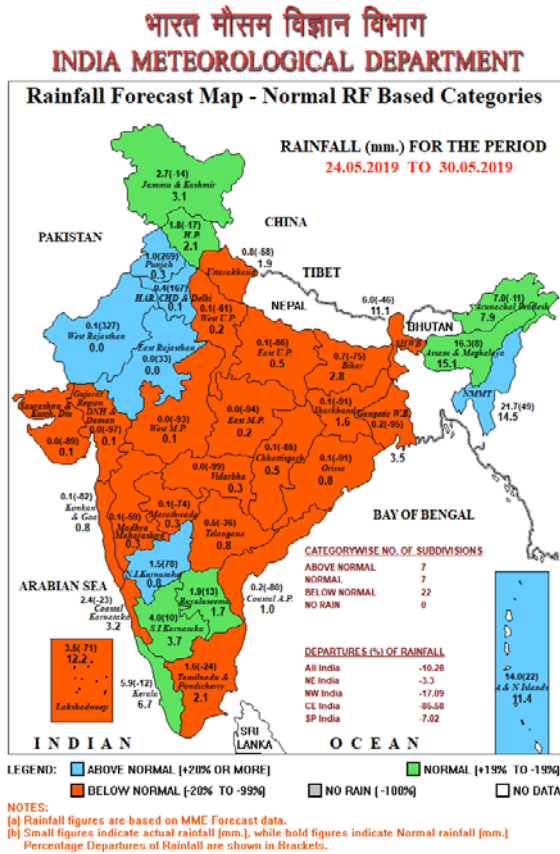 भारत मौसम विज्ञान विभाग
INDIA METEOROLOGICAL DEPARTMENT
Rainfall Forecast Map - Normal RF Based Categories
RAINFALL (mm.) FOR THE PERIOD
24.05.2019 TO 30.05.2019
2.7(-14)
Jammu & Kashmir
3.1
1.8(-17)
H.P.
2.1
CHINA
PAKISTAN
1.0(269)
Punjab
0.3
0.8(-58)
1.9
Uttarakhand
TIBET
0.4(167)
HAR. CHD & Delhi
0.1
NEPAL
0.1(-61)
West U.P.
0.2
6.0(-46)
11.1
BHUTAN
SHWB
7.0(-11)
Arunachal Pradesh
7.9
16.3(8)
Assam & Meghalaya
15.1
0.1(327)
West Rajasthan
0.0
East Rajasthan
0.0(33)
0.0
0.1(-86)
East U.P.
0.5
0.7(-75)
Bihar
2.8
NMMT
21.7(49)
14.5
Saurashtra &
Kutch, Diu
0.0(-89)
0.1
Gujarat
Region
DNH &
Daman
0.0(-97)
0.1
0.0(-93)
West M.P.
0.1
0.0(-94)
East M.P.
0.2
0.1(-91)
Jharkhand
1.6
Gangetic W.B.
0.2(-95)
3.5
0.1(-85)
Chhattisgarh
0.5
0.1(-91)
Orissa
0.8
0.0(-99)
Vidarbha
0.3
0.1(-82)
Konkan
& Goa
0.8
0.1(-59)
Madhya
Maharashtra
0.3
0.1(-74)
Marathwada
0.3
0.5(-36)
Telangana
0.8
BAY OF BENGAL
ARABIAN SEA
1.5(78)
N.I.Karnataka
0.8
2.4(-23)
Coastal
Karnataka
3.2
1.9(13)
Rayalaseema
1.7
0.2(-80)
Coastal A.P.
1.0
4.0(10)
S.I.Karnataka
3.7
3.5(-71)
12.2
Lakshadweep
5.9(-12)
Kerala
6.7
1.6(-24)
Tamilnadu &
Pondicherry
2.1
CATEGORYWISE NO. OF SUBDIVISIONS
ABOVE NORMAL 7
NORMAL 7
BELOW NORMAL 22
NO RAIN 0
DEPARTURES (%) OF RAINFALL
All India -10.28
NE India -3.3
NW India -17.09
CE India -85.58
SP India -7.02
14.0(22)
A & N Islands
11.4
SRI
LANKA
INDIAN OCEAN
LEGEND: ABOVE NORMAL (+20% OR MORE) NORMAL (+19% TO -19%)
BELOW NORMAL (-20% TO -99%) NO RAIN (-100%) NO DATA
NOTES:
(a) Rainfall figures are based on MME Forecast data.
(b) Small figures indicate actual rainfall (mm.), while bold figures indicate Normal rainfall (mm.)
Percentage Departures of Rainfall are shown in Brackets.